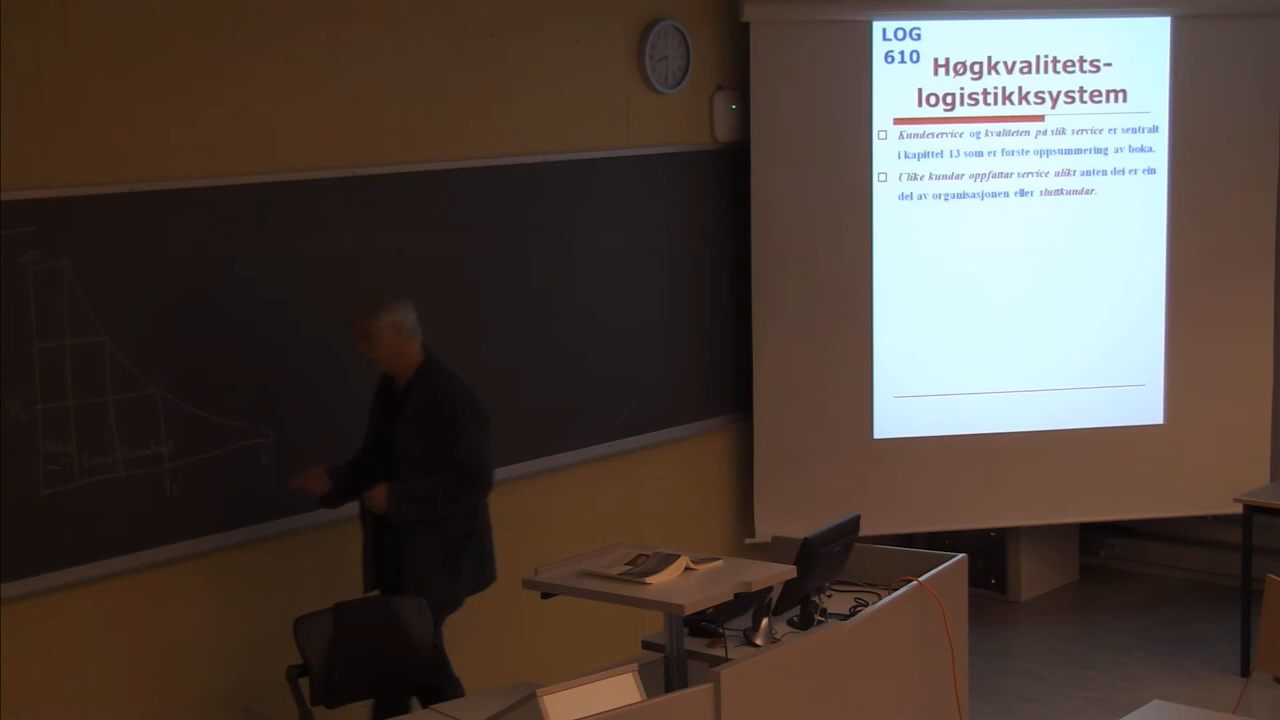 LOG
610
Høgkvalitets-
logistikksystem
Kundeservice og kvaliteten på slik service er sentralt
i kapittel 13 som er første oppsummering av boka.
Ulike kundar oppfattar service ulikt anten dei er ein
del av organisasjonen eller sluttkundar.